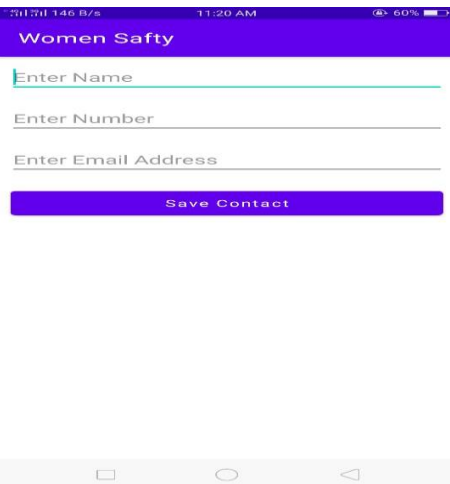 146 B/s 11:20 AM 60%
Women Safty
Enter Name
Enter Number
Enter Email Address
Save Contact